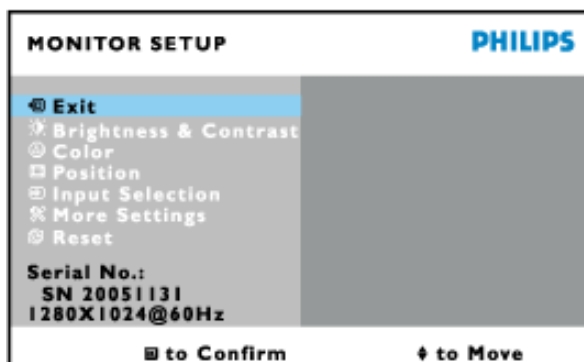 MONITOR SETUP
PHILIPS
Exit
Brightness & Contrast
Color
Position
Input Selection
More Settings
Reset
Serial No.:
SN 20051131
1280X1024@60Hz
to Confirm
to Move